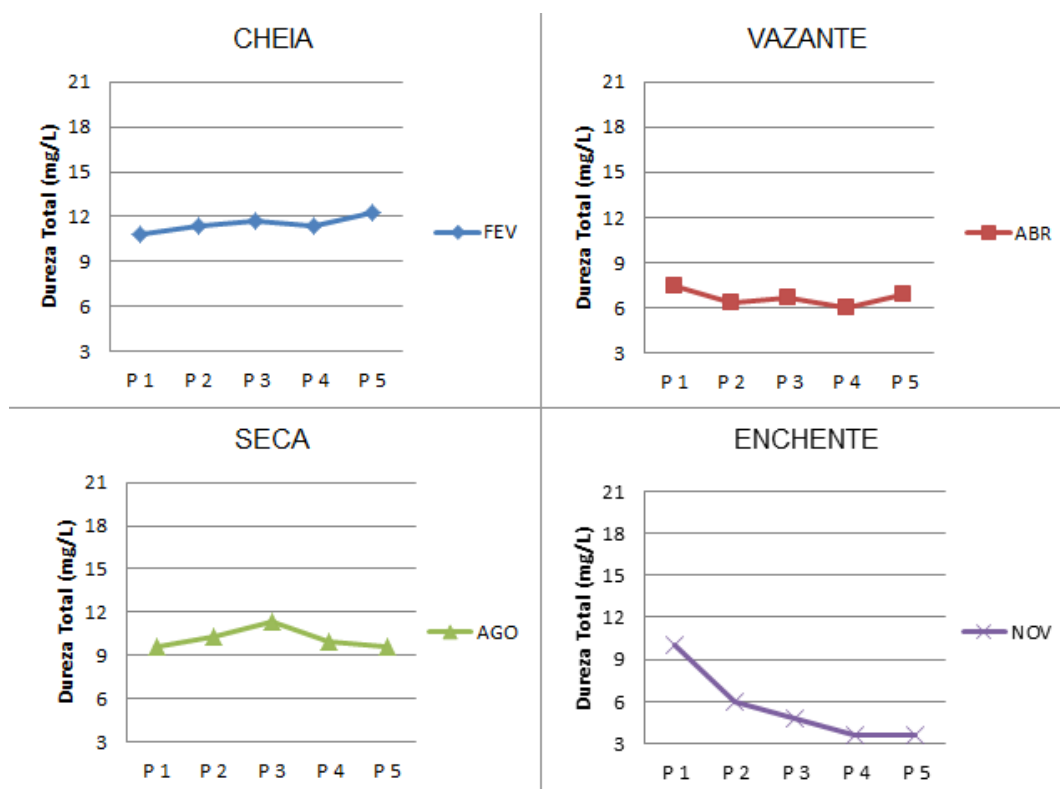 CHEIA
Dureza Total (mg/L)
21
18
15
12
9
6
3
P 1 P 2 P 3 P 4 P 5
FEV
VAZANTE
Dureza Total (mg/L)
21
18
15
12
9
6
3
P 1 P 2 P 3 P 4 P 5
ABR
SECA
Dureza Total (mg/L)
21
18
15
12
9
6
3
P 1 P 2 P 3 P 4 P 5
AGO
ENCHENTE
Dureza Total (mg/L)
21
18
15
12
9
6
3
P 1 P 2 P 3 P 4 P 5
NOV